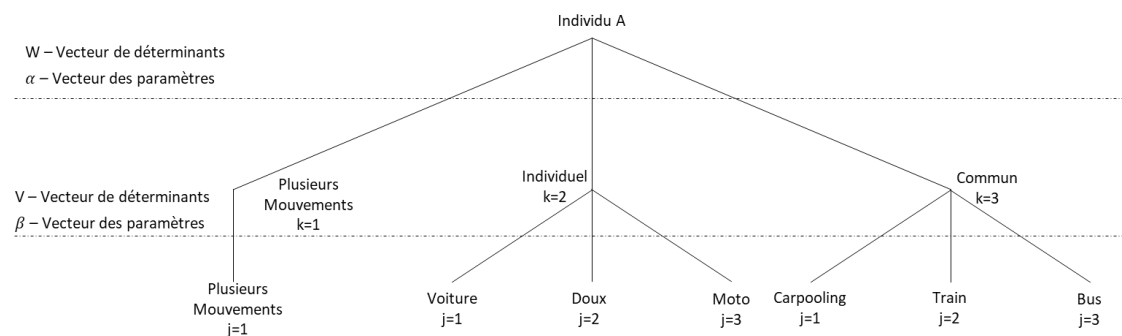 Individu A
W – Vecteur de déterminants
α – Vecteur des paramètres
V – Vecteur de déterminants
β – Vecteur des paramètres
Plusieurs
Mouvements
k=1
Individuel
k=2
Commun
k=3
Plusieurs
Mouvements
j=1
Voiture
j=1
Doux
j=2
Moto
j=3
Carpooling
j=1
Train
j=2
Bus
j=3